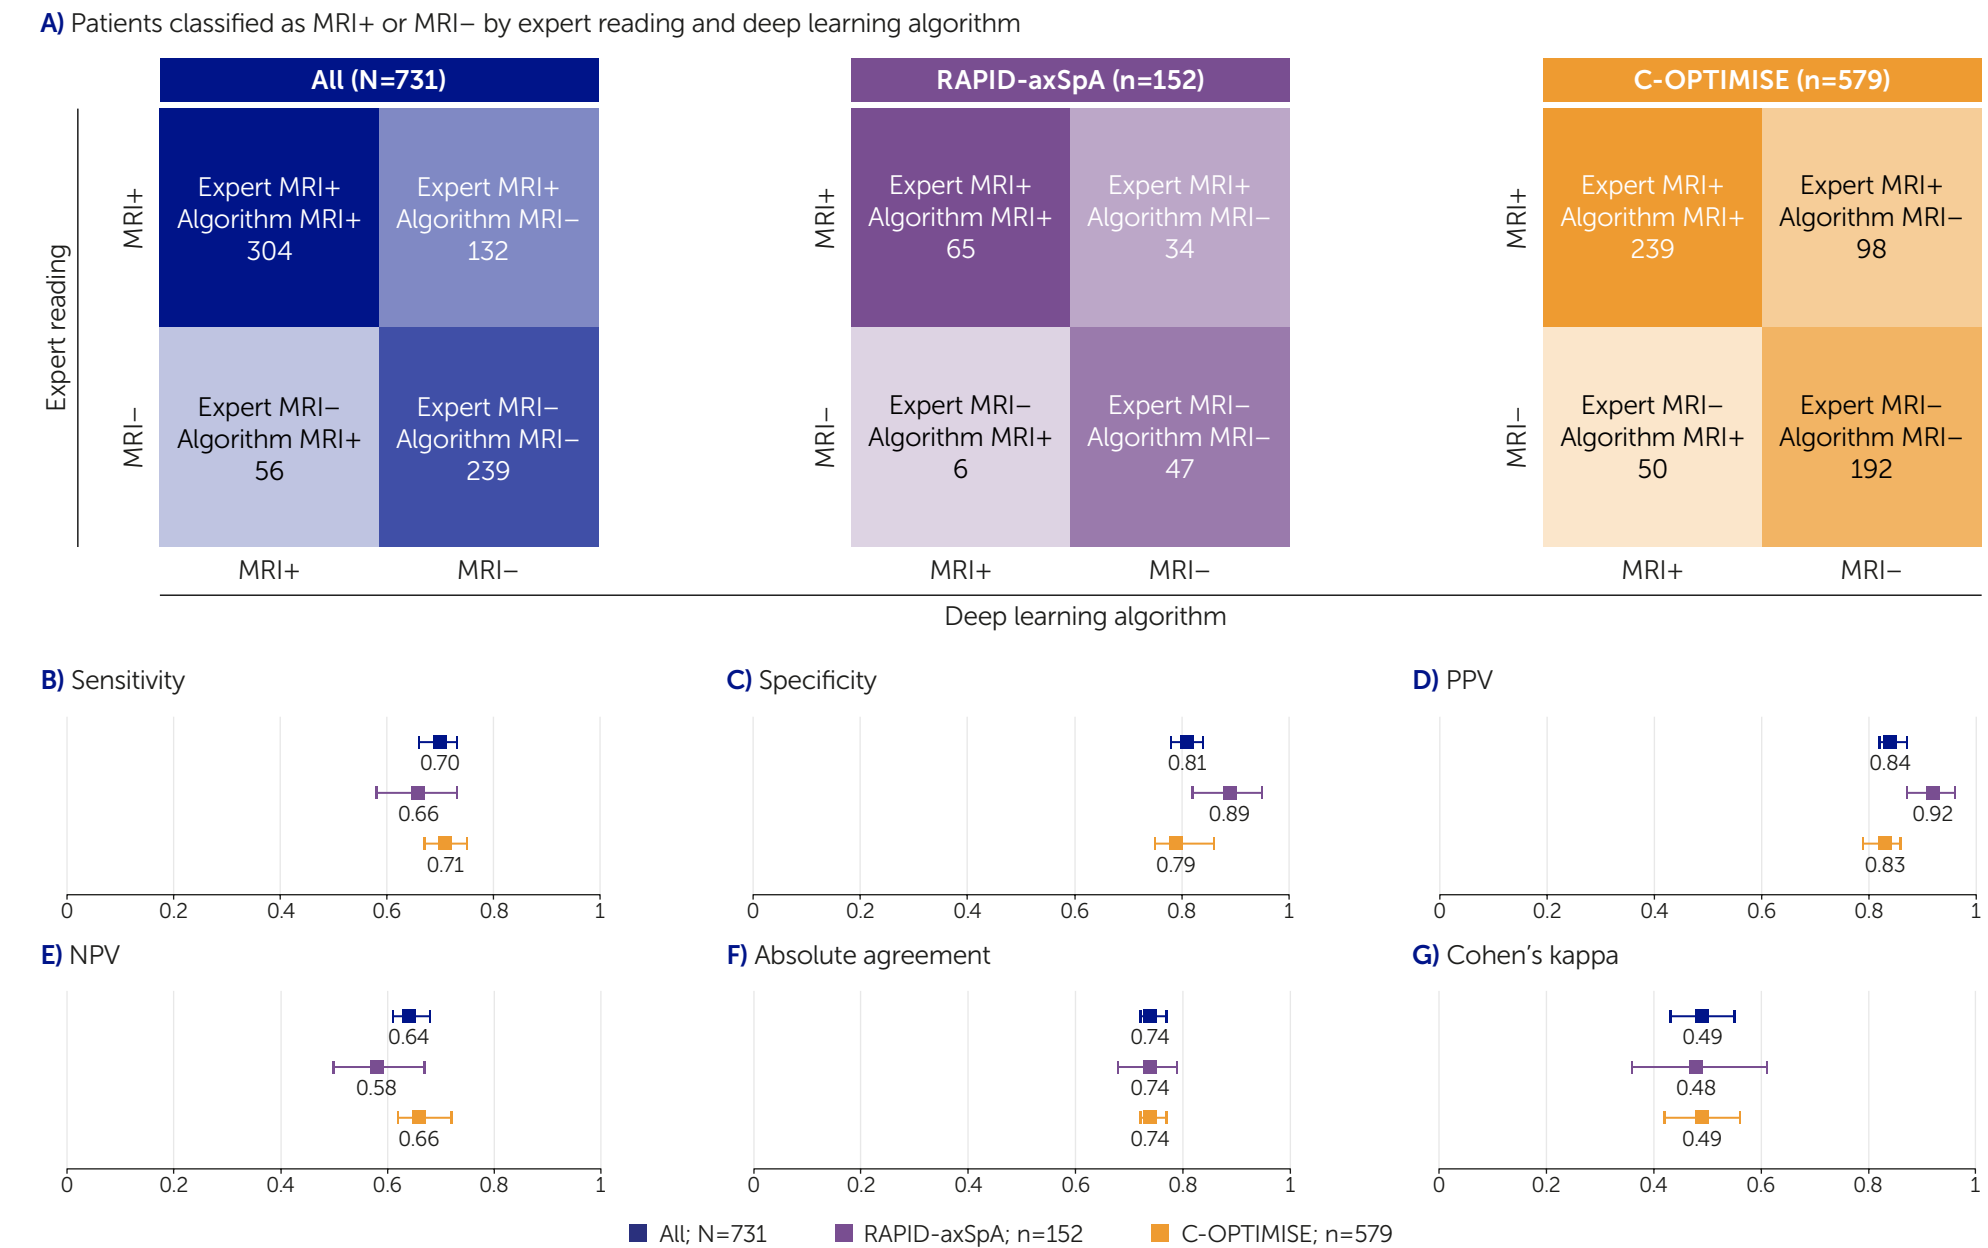 A) Patients classified as MRI+ or MRI– by expert reading and deep learning algorithm
All (N=731)
RAPID-axSpA (n=152)
C-OPTIMISE (n=579)
Expert reading
MRI+
Expert MRI+
Algorithm MRI+
304
Expert MRI+
Algorithm MRI–
132
MRI–
Expert MRI–
Algorithm MRI+
56
Expert MRI–
Algorithm MRI–
239
MRI+
MRI–
MRI+
Expert MRI+
Algorithm MRI+
65
Expert MRI+
Algorithm MRI–
34
MRI–
Expert MRI–
Algorithm MRI+
6
Expert MRI–
Algorithm MRI–
47
MRI+
MRI–
MRI+
Expert MRI+
Algorithm MRI+
239
Expert MRI+
Algorithm MRI–
98
MRI–
Expert MRI–
Algorithm MRI+
50
Expert MRI–
Algorithm MRI–
192
MRI+
MRI–
Deep learning algorithm
B) Sensitivity
0.70
0.66
0.71
0 0.2 0.4 0.6 0.8 1
C) Specificity
0.81
0.89
0.79
0 0.2 0.4 0.6 0.8 1
D) PPV
0.84
0.92
0.83
0 0.2 0.4 0.6 0.8 1
E) NPV
0.64
0.58
0.66
0 0.2 0.4 0.6 0.8 1
F) Absolute agreement
0.74
0.74
0.74
0 0.2 0.4 0.6 0.8 1
G) Cohen's kappa
0.49
0.48
0.49
0 0.2 0.4 0.6 0.8 1
All; N=731
RAPID-axSpA; n=152
C-OPTIMISE; n=579